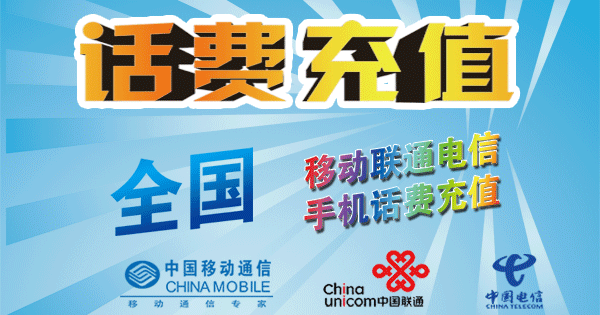 话费充值
全国
移动联通电信
手机话费充值
中国移动通信
CHINA MOBILE
移动通信专家
China
unicom中国联通
中国电信
CHINA TELECOM